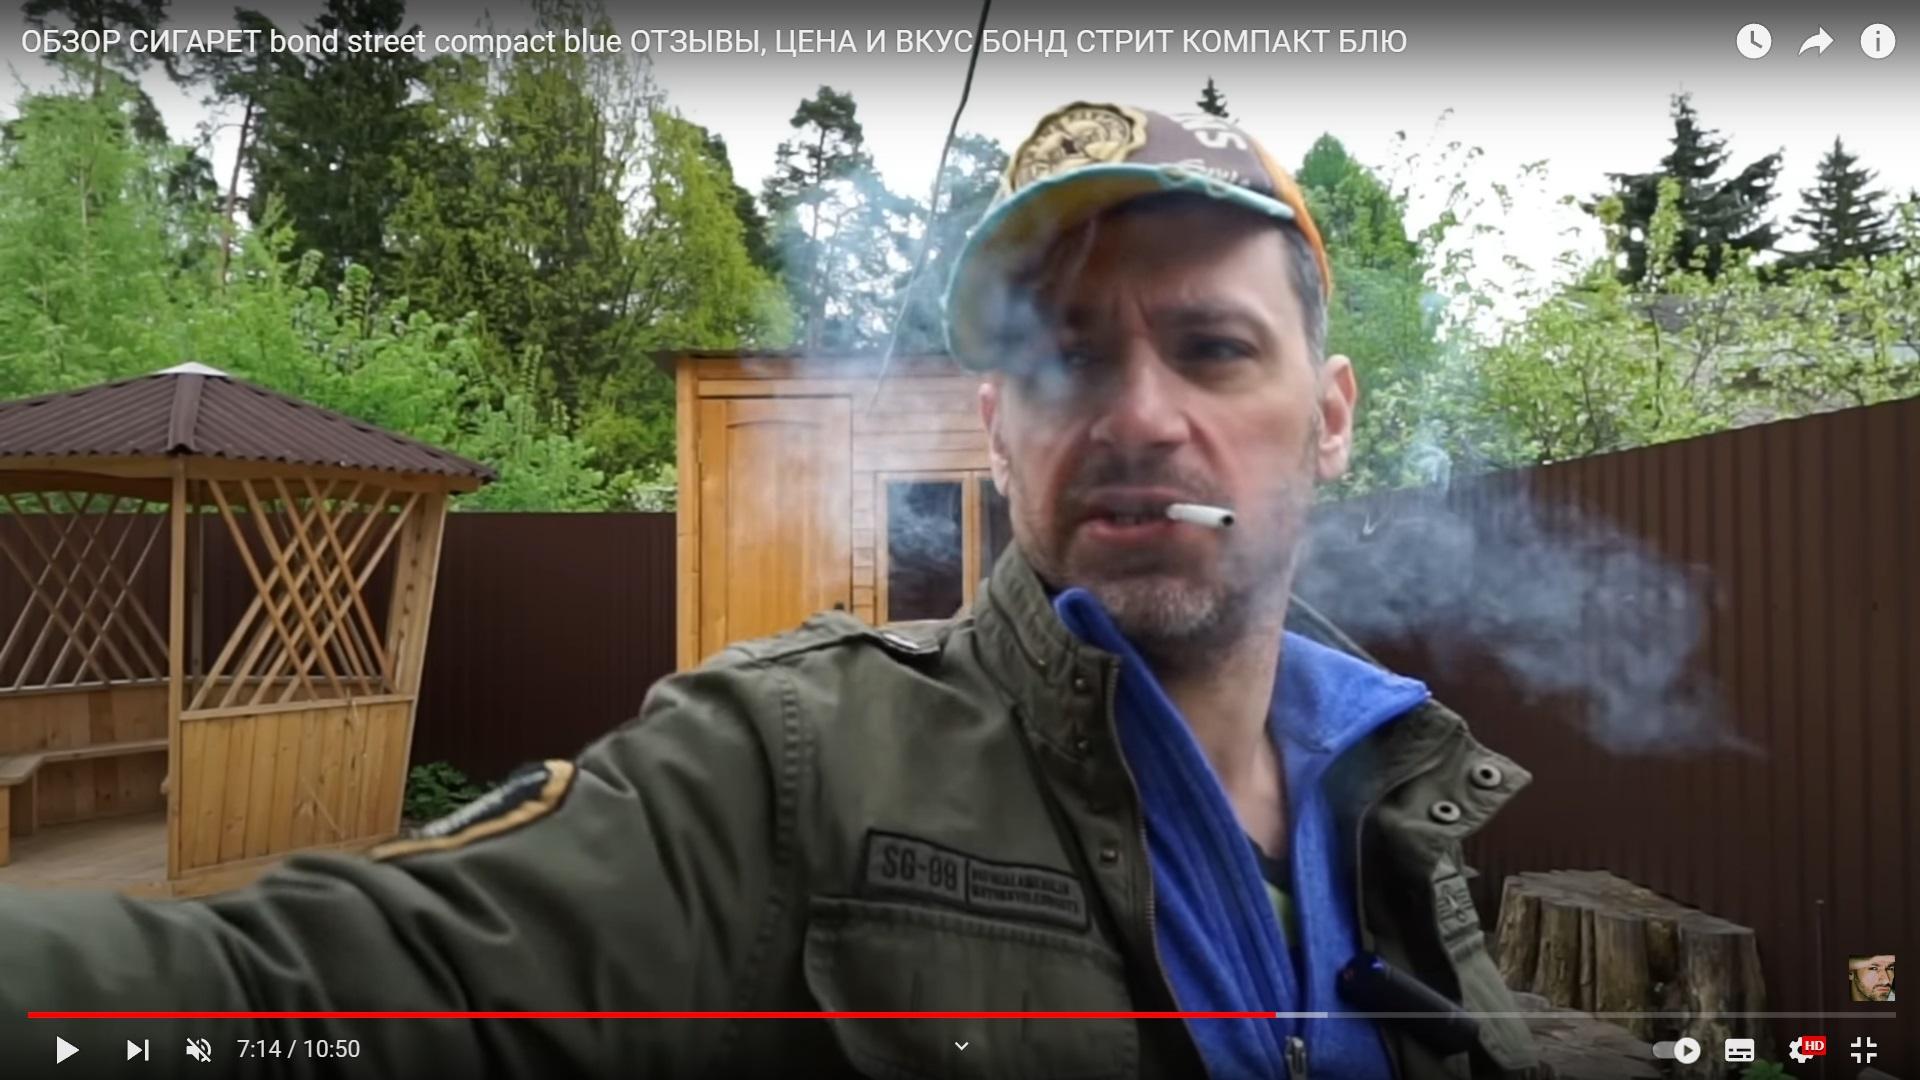 ОБЗОР СИГАРЕТ bond street compact blue ОТЗЫВЫ, ЦЕНА И ВКУС БОНД СТРИТ КОМПАКТ БЛЮ
SG-09
7:14 / 10:50
HD